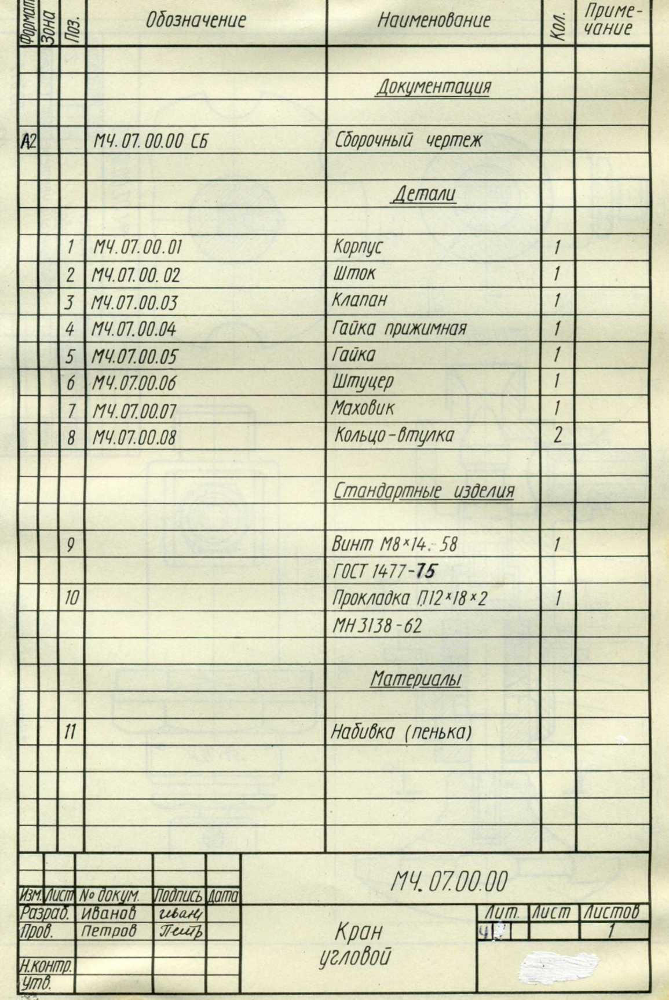 Формат Зона Поз. Обозначение Наименование Кол. Приме-
чание
Документация
А2 МЧ.07.00.00 СБ Сборочный чертеж
Детали
1 МЧ.07.00.01 Корпус 1
2 МЧ.07.00.02 Шток 1
3 МЧ.07.00.03 Клапан 1
4 МЧ.07.00.04 Гайка прижимная 1
5 МЧ.07.00.05 Гайка 1
6 МЧ.07.00.06 Штуцер 1
7 МЧ.07.00.07 Маховик 1
8 МЧ.07.00.08 Кольцо-втулка 2
Стандартные изделия
9 Винт М8×14. 58 1
ГОСТ 1477-75
10 Прокладка П12×18×2 1
МН 3138-62
Материалы
11 Набивка (пенька)
МЧ.07.00.00
Изм. Лист № докум. Подпись Дата
Разраб. Иванов Иван
Пров. Петров Петр
Н.контр.
Утв.
Кран
угловой
Лит. Лист Листов
у 1